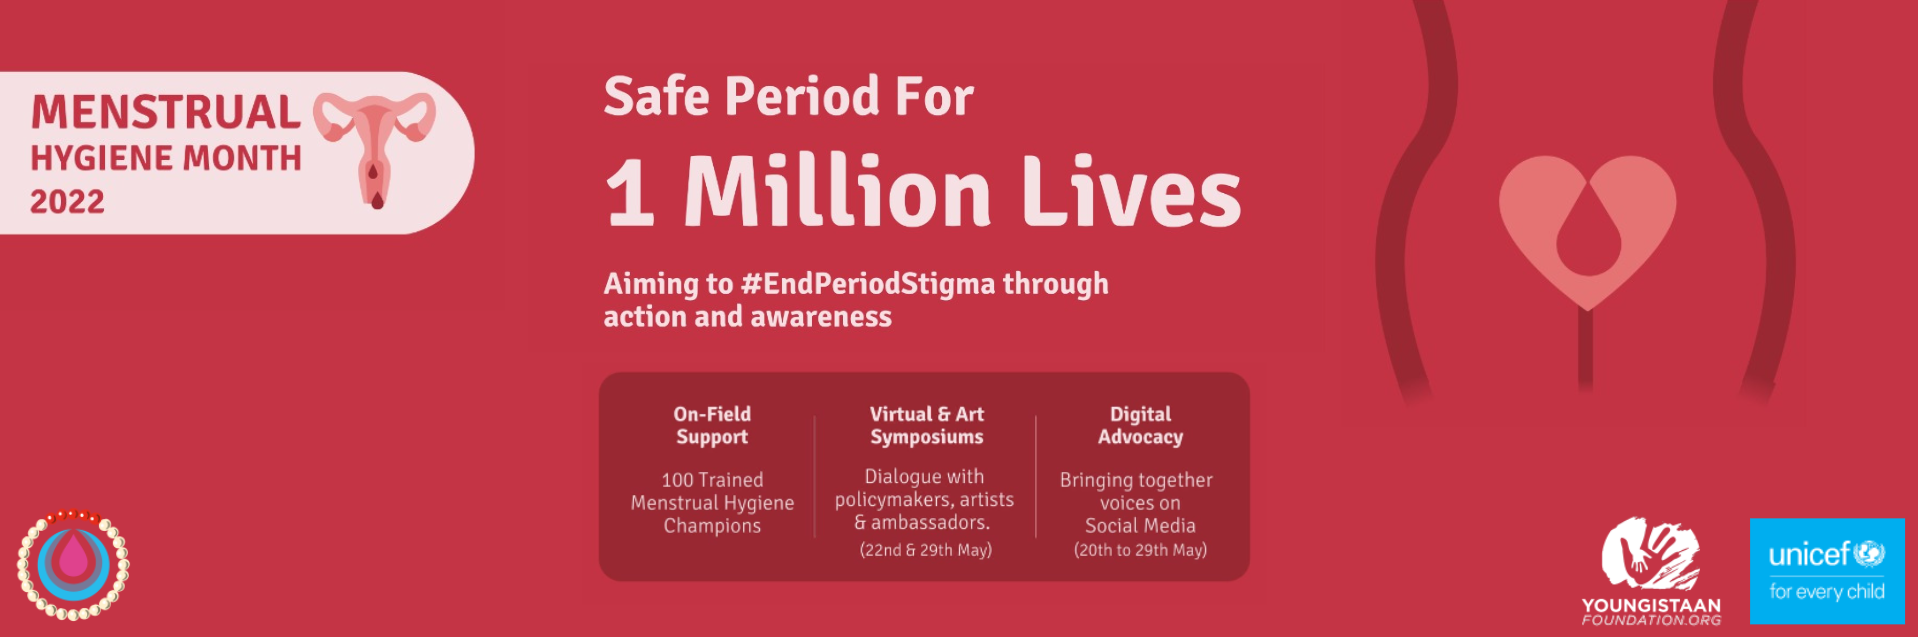 MENSTRUAL
HYGIENE MONTH
2022
Safe Period For
1 Million Lives
Aiming to #EndPeriodStigma through
action and awareness
On-Field
Support
100 Trained
Menstrual Hygiene
Champions
Virtual & Art
Symposiums
Dialogue with
policymakers, artists
& ambassadors.
(22nd & 29th May)
Digital
Advocacy
Bringing together
voices on
Social Media
(20th to 29th May)
YOUNGISTAAN
FOUNDATION.ORG
unicef
for every child